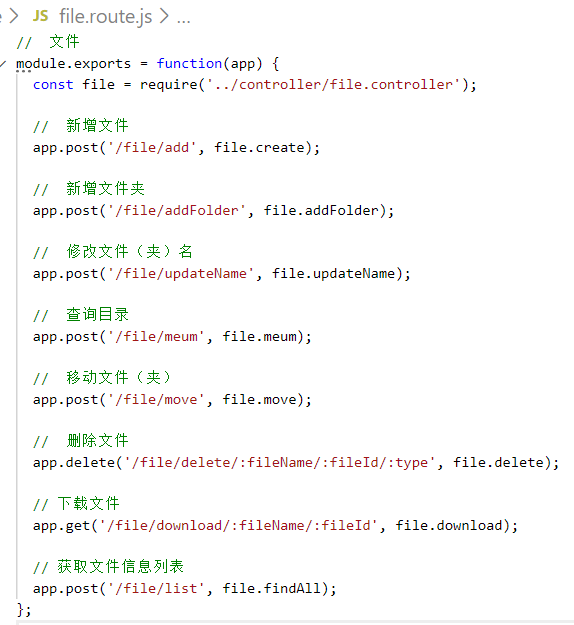 JS file.route.js > ...
//  文件
module.exports = function(app) {
  const file = require('../controller/file.controller');

  //  新增文件
  app.post('/file/add', file.create);

  //  新增文件夹
  app.post('/file/addFolder', file.addFolder);

  //  修改文件（夹）名
  app.post('/file/updateName', file.updateName);

  //  查询目录
  app.post('/file/meum', file.meum);

  //  移动文件（夹）
  app.post('/file/move', file.move);

  //  删除文件
  app.delete('/file/delete/:fileName/:fileId/:type', file.delete);

  // 下载文件
  app.get('/file/download/:fileName/:fileId', file.download);

  // 获取文件信息列表
  app.post('/file/list', file.findAll);
};